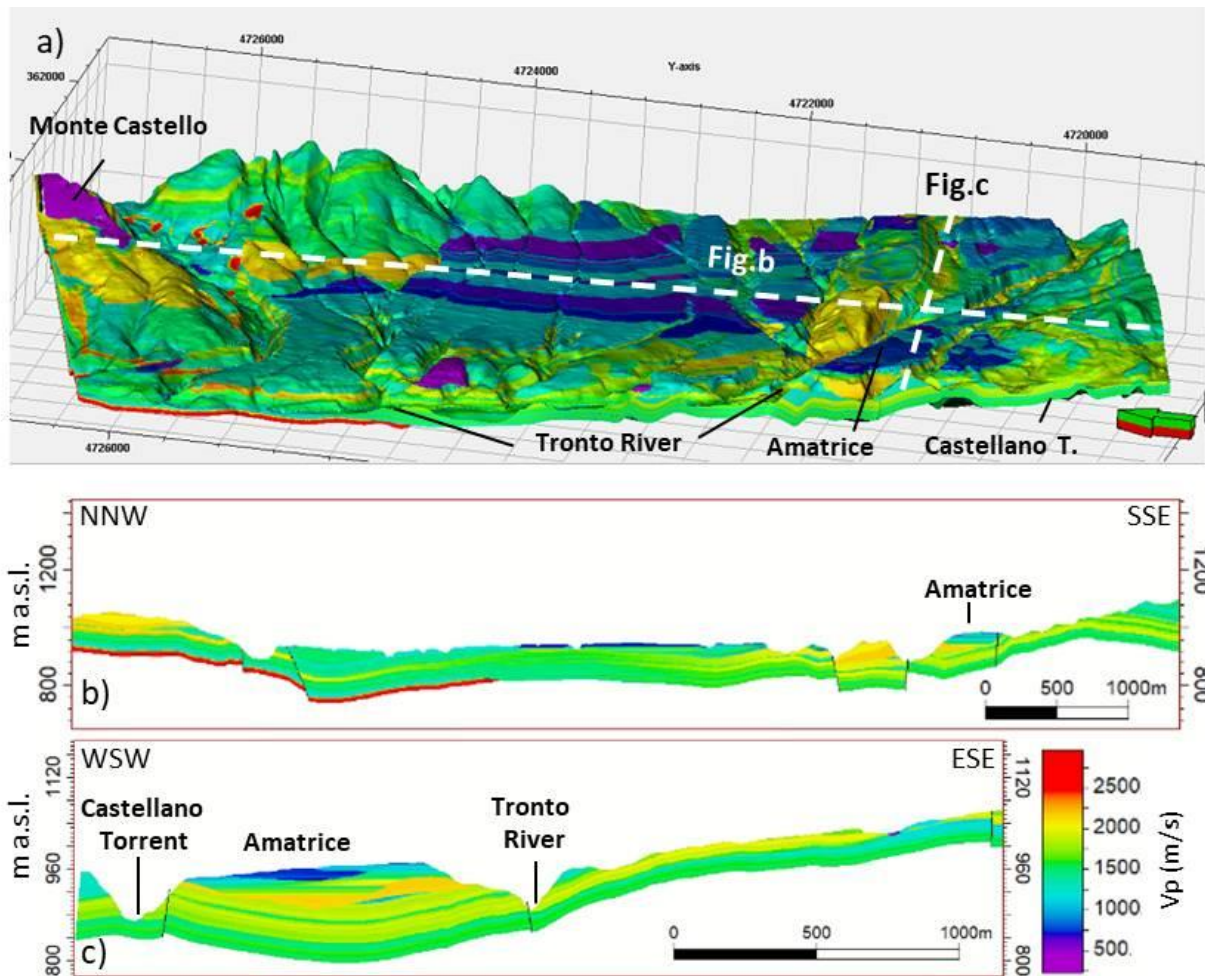 a)
4726000
362000
4724000
Y-axis
4722000
4720000
Monte Castello
Fig.c
Fig.b
4726000
Tronto River
Amatrice
Castellano T.
NNW
SSE
m a.s.l.
1200
800
1200
800
Amatrice
b)
0
500
1000m
WSW
ESE
m a.s.l.
1120
960
800
1120
960
800
Castellano
Torrent
Amatrice
Tronto
River
c)
0
500
1000m
2500
2000
1500
1000
500.
Vp (m/s)